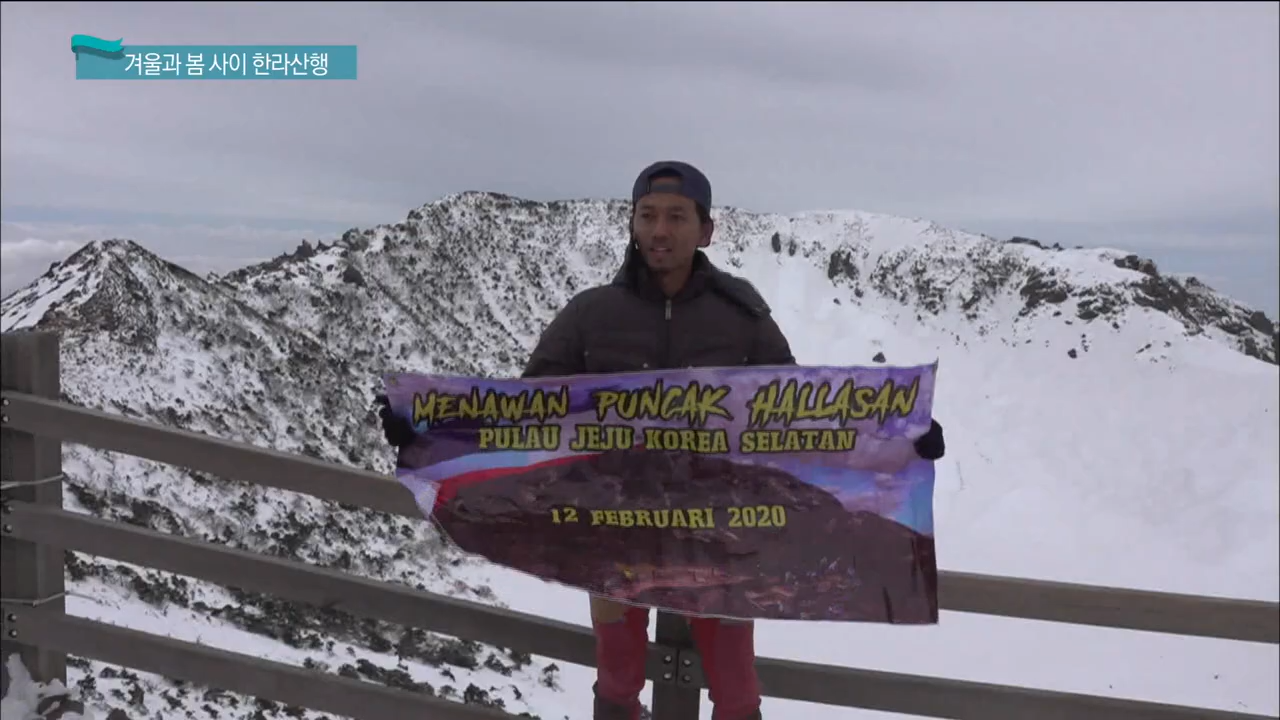 겨울과 봄 사이 한라산행
MENAWAN PUNCAK HALLASAN
PULAU JEJU KOREA SELATAN
12 FEBRUARI 2020